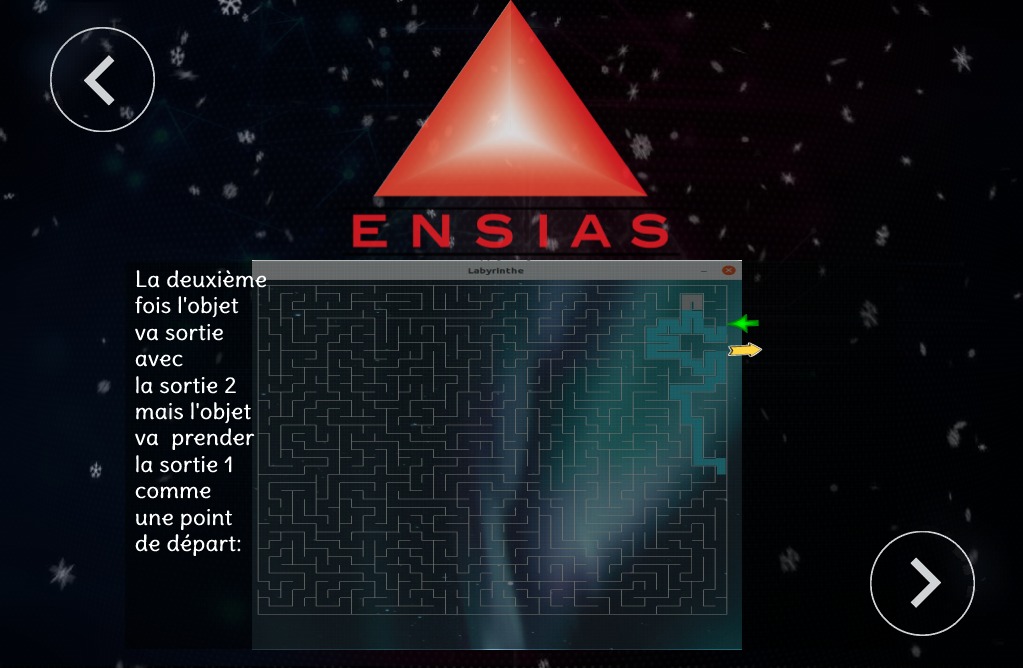 ENSIAS
Labyrinthe
La deuxième
fois l'objet
va sortie
avec
la sortie 2
mais l'objet
va prender
la sortie 1
comme
une point
de départ: